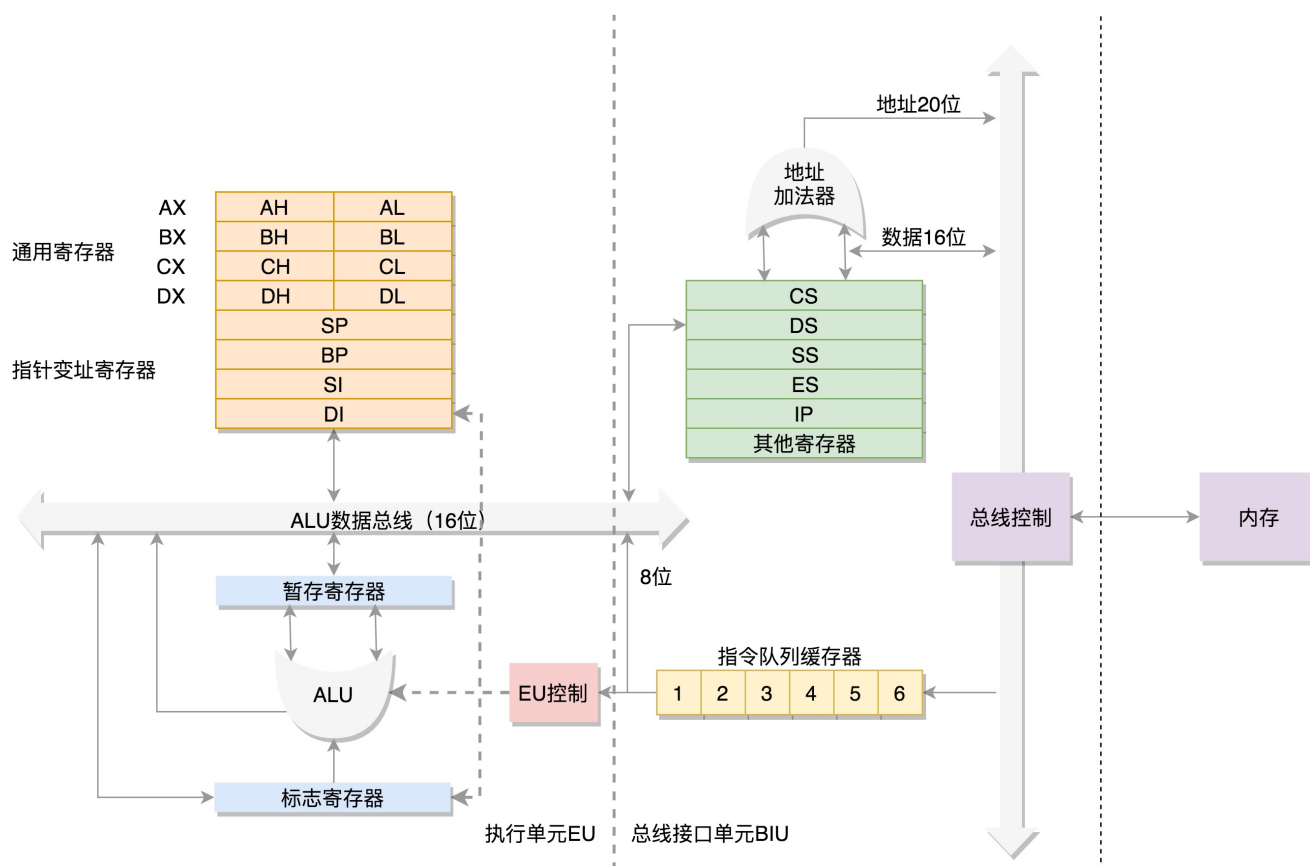 地址20位
地址
加法器
数据16位
AX AH AL
BX BH BL
通用寄存器
CX CH CL
DX DH DL
SP
BP
指针变址寄存器
SI
DI
CS
DS
SS
ES
IP
其他寄存器
ALU数据总线（16位）
总线控制
内存
暂存寄存器
8位
指令队列缓存器
ALU
EU控制
1 2 3 4 5 6
标志寄存器
执行单元EU
总线接口单元BIU